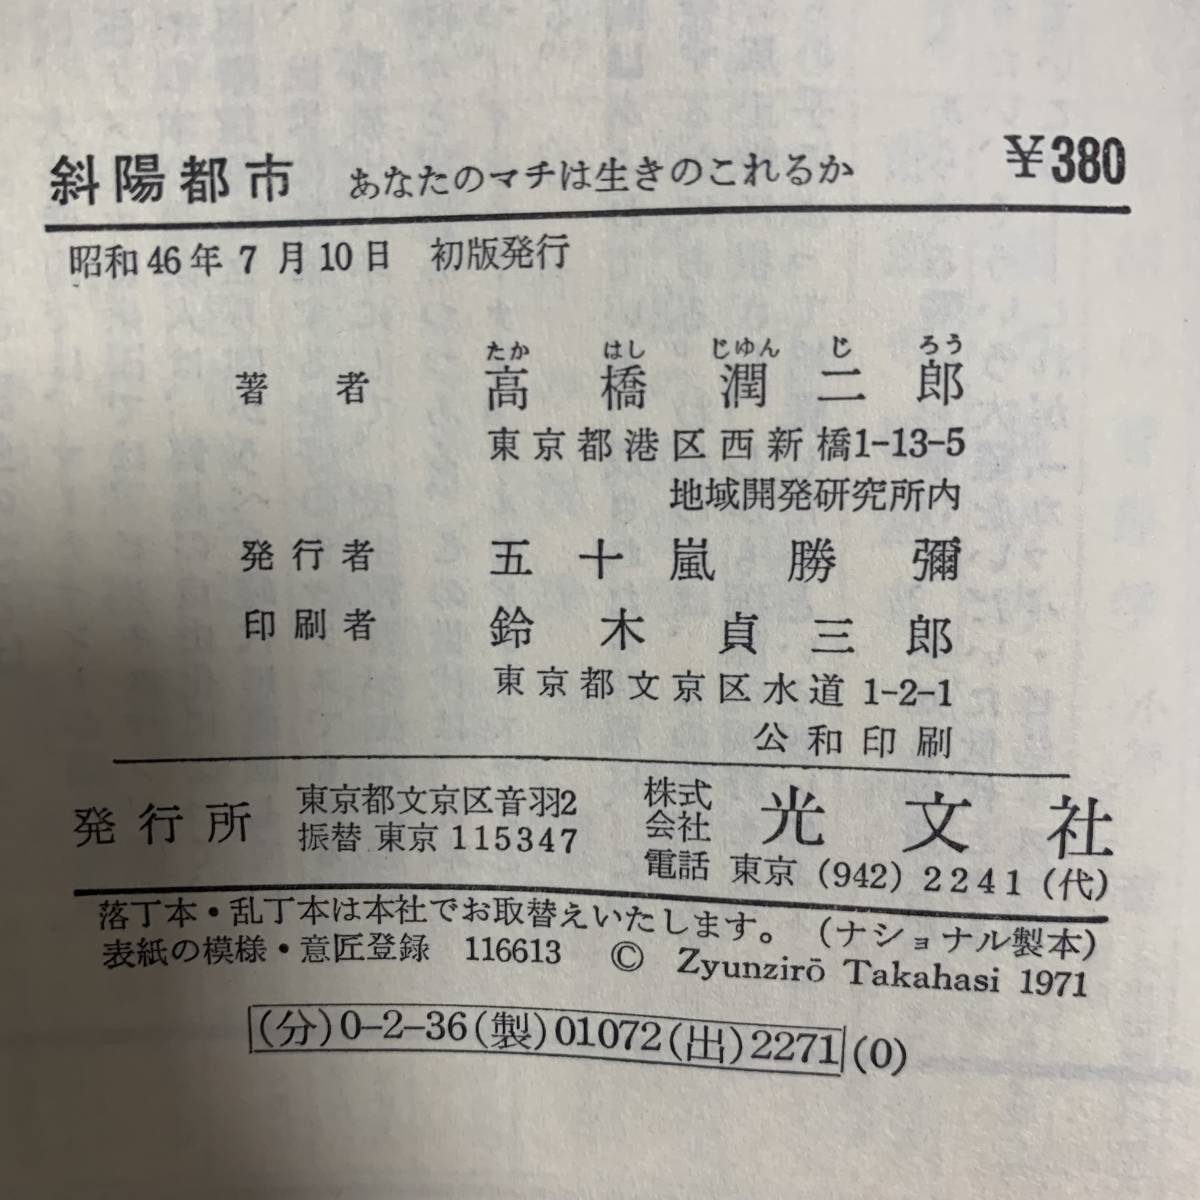 斜陽都市 あなたのマチは生きのこれるか ¥380
昭和46年7月10日 初版発行
たか はし じゆん じ ろう
著者 高橋潤二郎
東京都港区西新橋1-13-5
地域開発研究所内
発行者 五十嵐勝彌
印刷者 鈴木貞三郎
東京都文京区水道1-2-1
公和印刷
発行所 東京都文京区音羽2 振替 東京 115347 株式会社 光文社
電話 東京 (942) 2241 (代)
落丁本・乱丁本は本社でお取替えいたします。(ナショナル製本)
表紙の模様・意匠登録 116613 © Zyunzirō Takahasi 1971
(分)0-2-36(製)01072(出)2271(0)